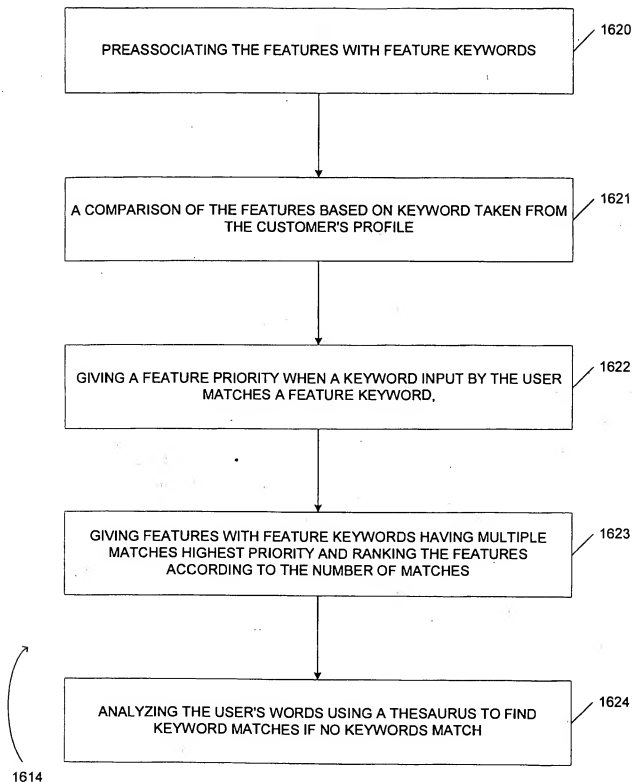 PREASSOCIATING THE FEATURES WITH FEATURE KEYWORDS
1620
A COMPARISON OF THE FEATURES BASED ON KEYWORD TAKEN FROM
THE CUSTOMER'S PROFILE
1621
GIVING A FEATURE PRIORITY WHEN A KEYWORD INPUT BY THE USER
MATCHES A FEATURE KEYWORD,
1622
GIVING FEATURES WITH FEATURE KEYWORDS HAVING MULTIPLE
MATCHES HIGHEST PRIORITY AND RANKING THE FEATURES
ACCORDING TO THE NUMBER OF MATCHES
1623
ANALYZING THE USER'S WORDS USING A THESAURUS TO FIND
KEYWORD MATCHES IF NO KEYWORDS MATCH
1624
1614